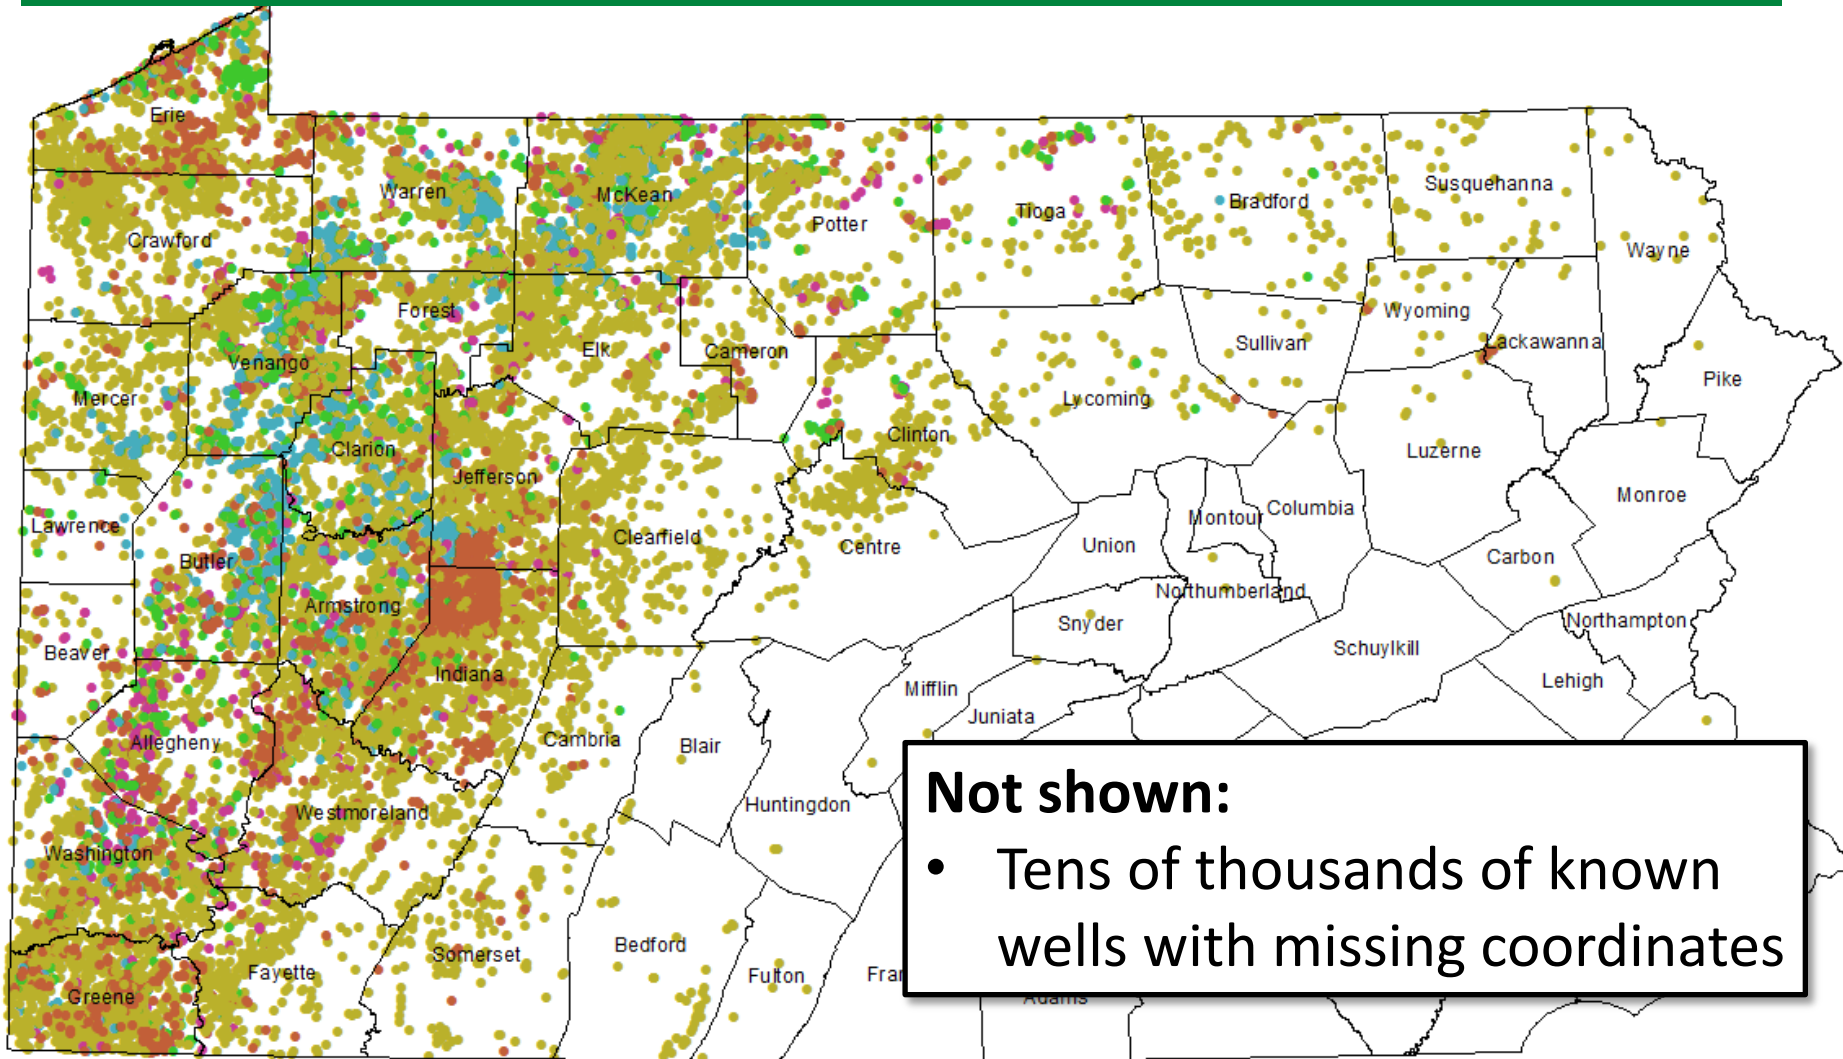 Erie
Warren
McKean
Susquehanna
Bradford
Tioga
Potter
Crawford
Wayne
Forest
Wyoming
Lackawanna
Sullivan
Elk
Cameron
Venango
Pike
Mercer
Lycoming
Clinton
Clarion
Luzerne
Jefferson
Monroe
Columbia
Montour
Lawrence
Clearfield
Union
Centre
Carbon
Butler
Northumberland
Armstrong
Northampton
Snyder
Schuylkill
Beaver
Indiana
Lehigh
Mifflin
Juniata
Cambria
Allegheny
Blair
Huntingdon
Westmoreland
Washington
Bedford
Somerset
Fayette
Fulton
Fran
Greene
Adams
Not shown:
• Tens of thousands of known
wells with missing coordinates